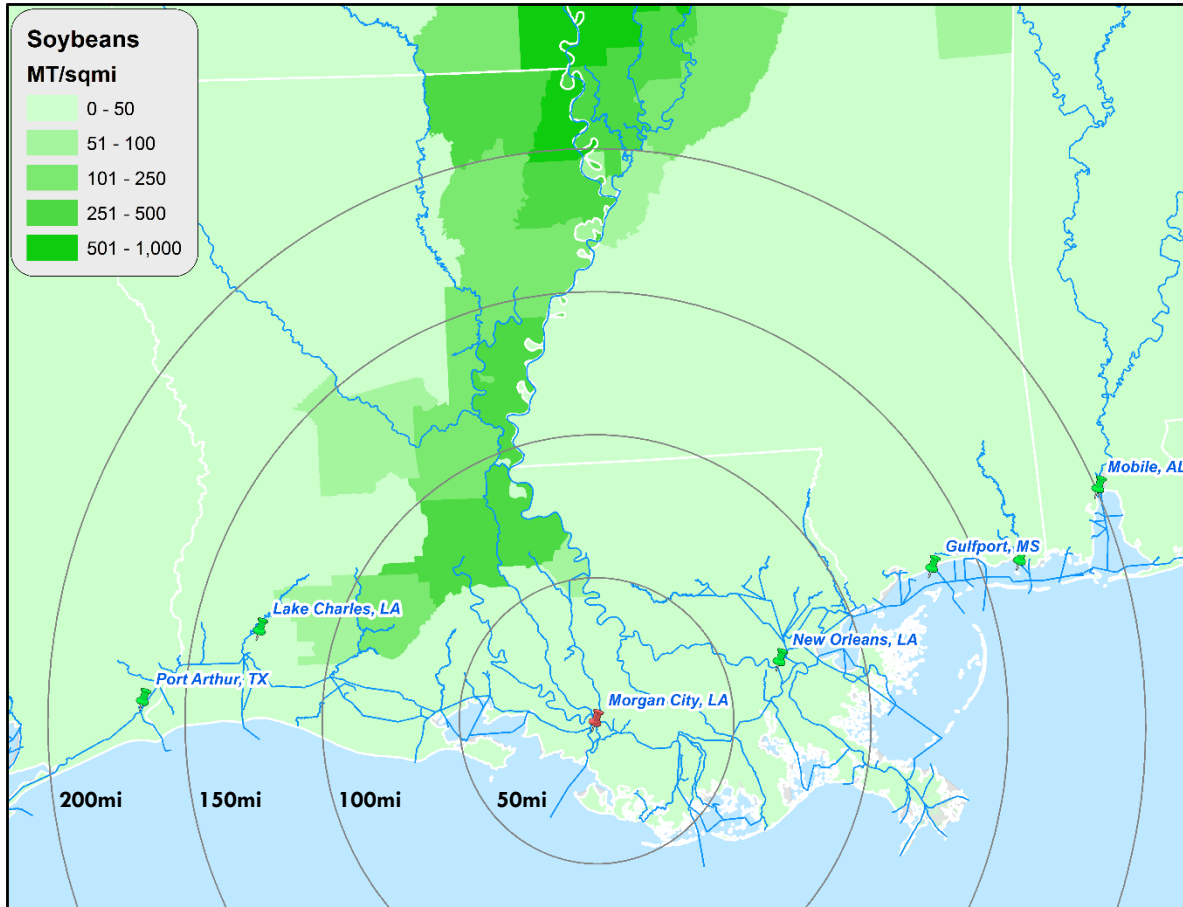 Soybeans
MT/sqmi
0 - 50
51 - 100
101 - 250
251 - 500
501 - 1,000
Mobile, AL
Gulfport, MS
Lake Charles, LA
New Orleans, LA
Port Arthur, TX
Morgan City, LA
200mi
150mi
100mi
50mi